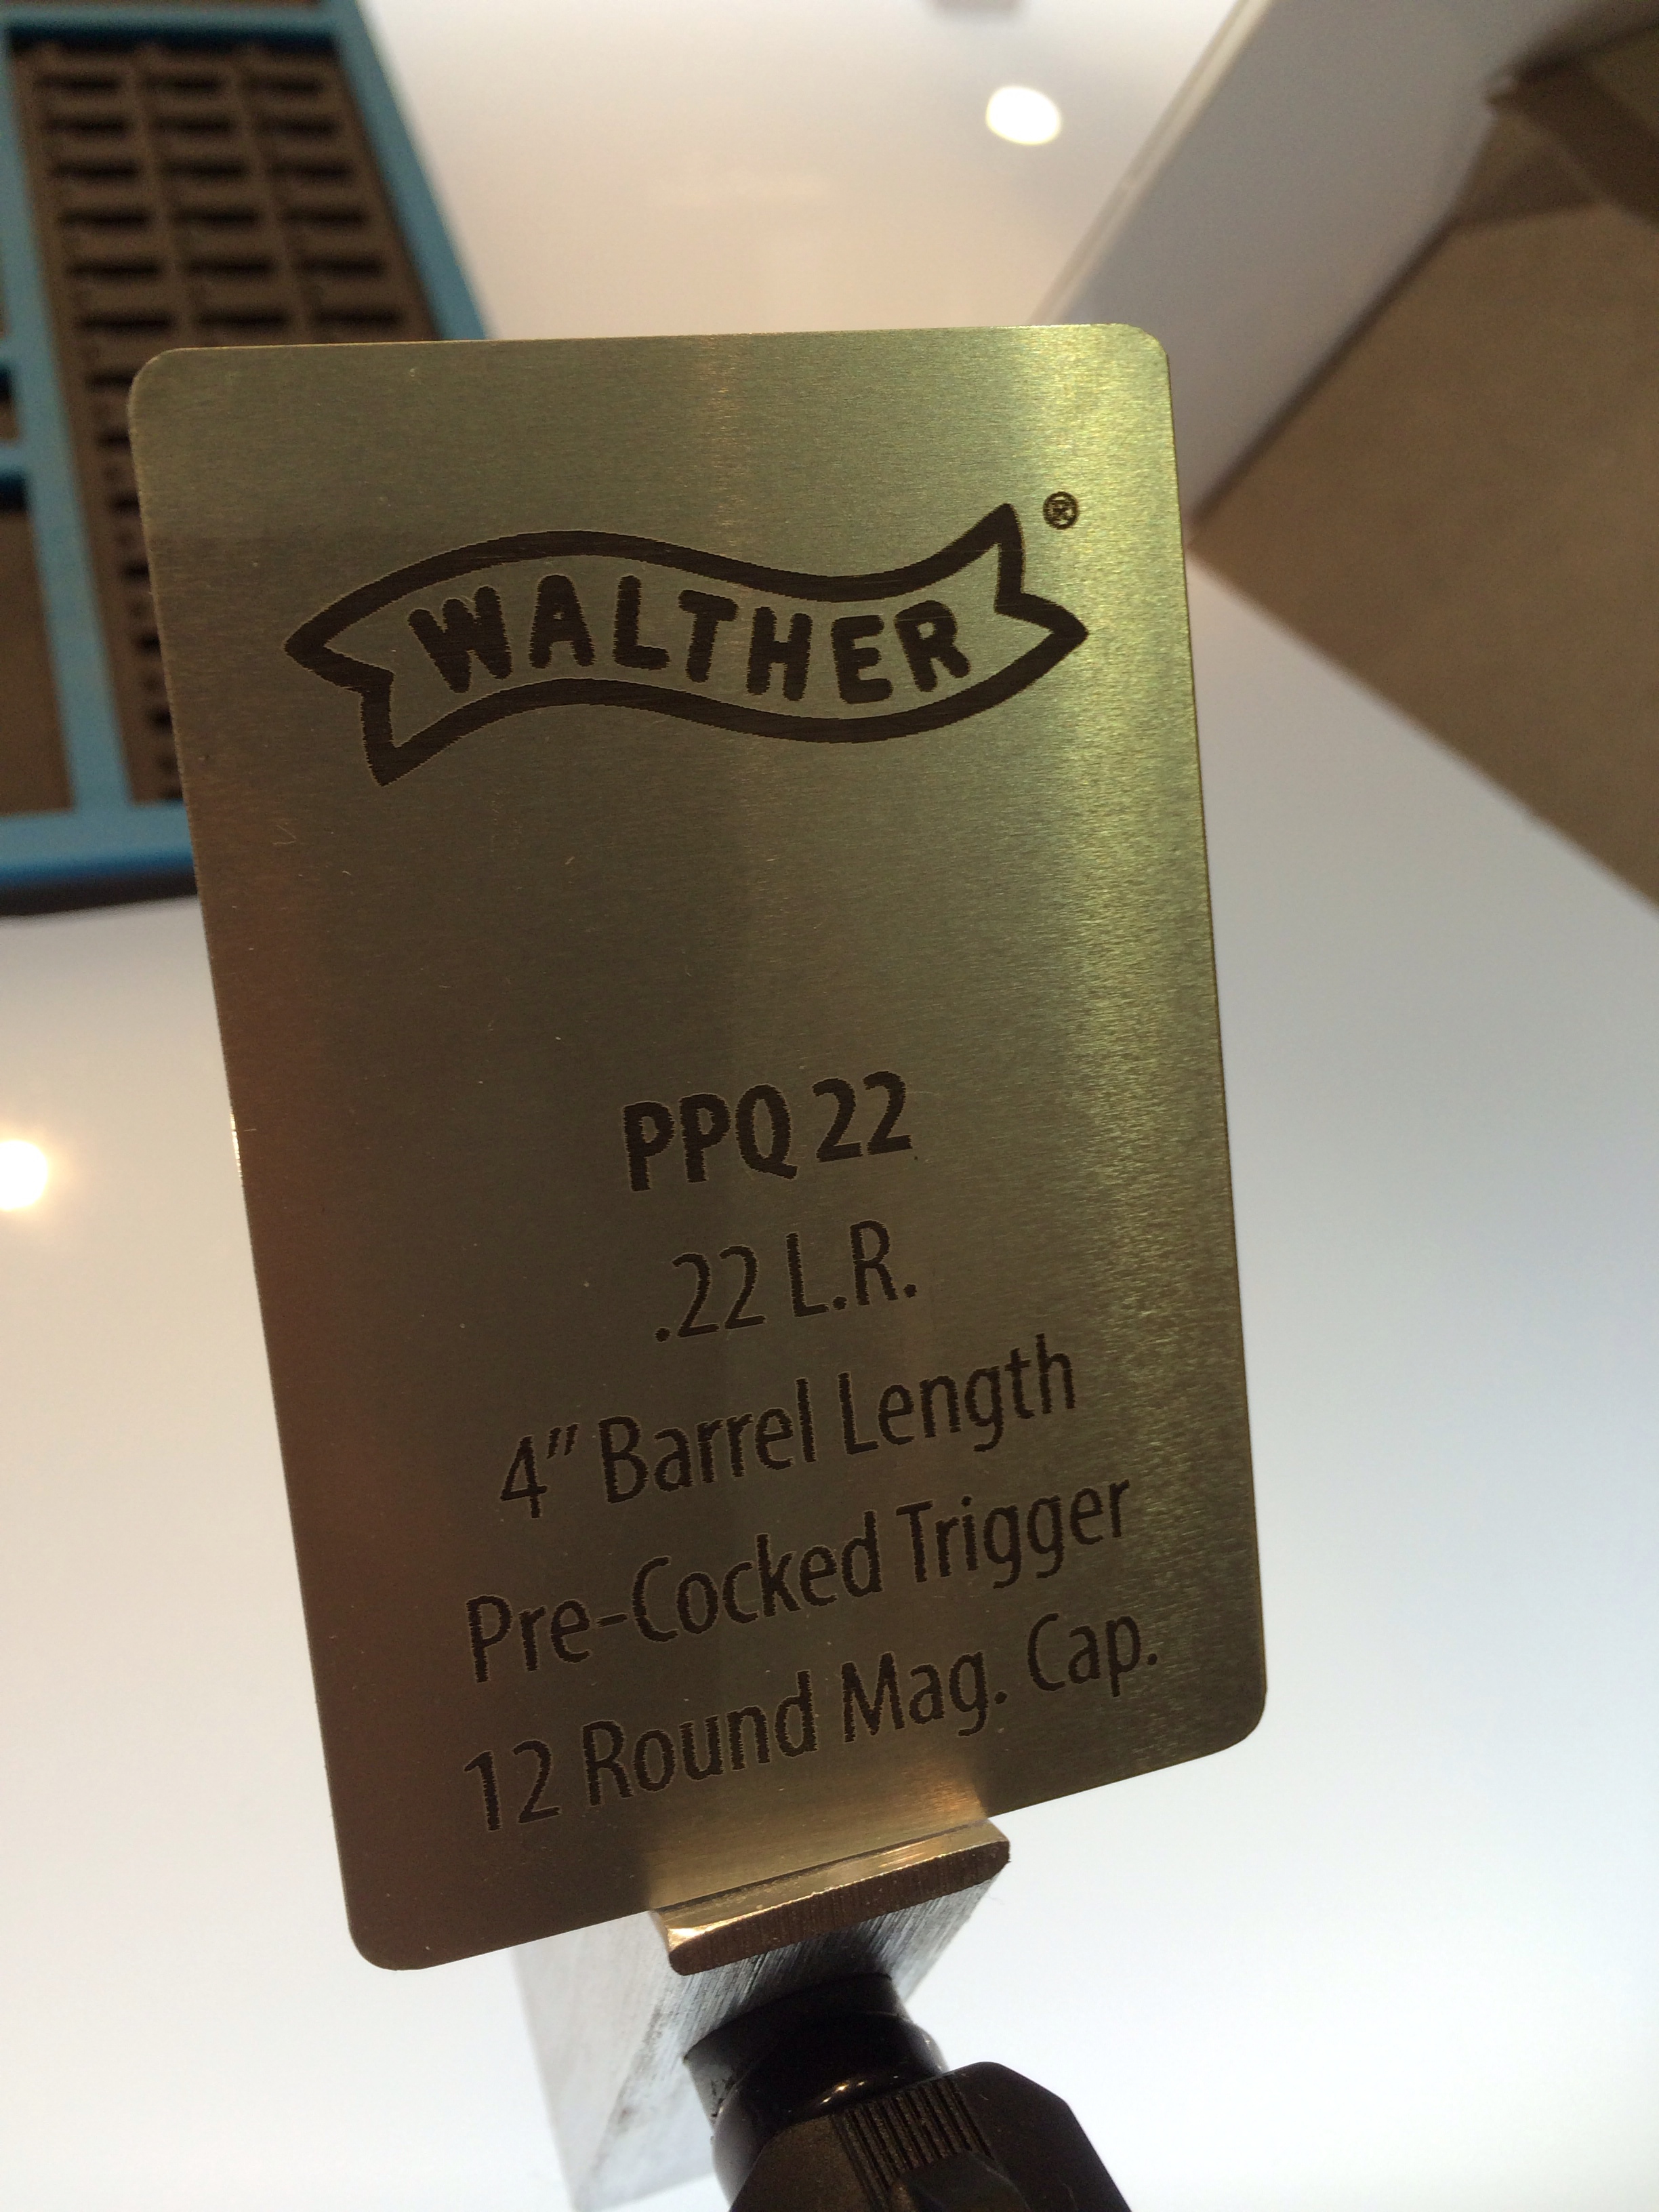 WALTHER®
PPQ 22
.22 L.R.
4" Barrel Length
Pre-Cocked Trigger
12 Round Mag. Cap.